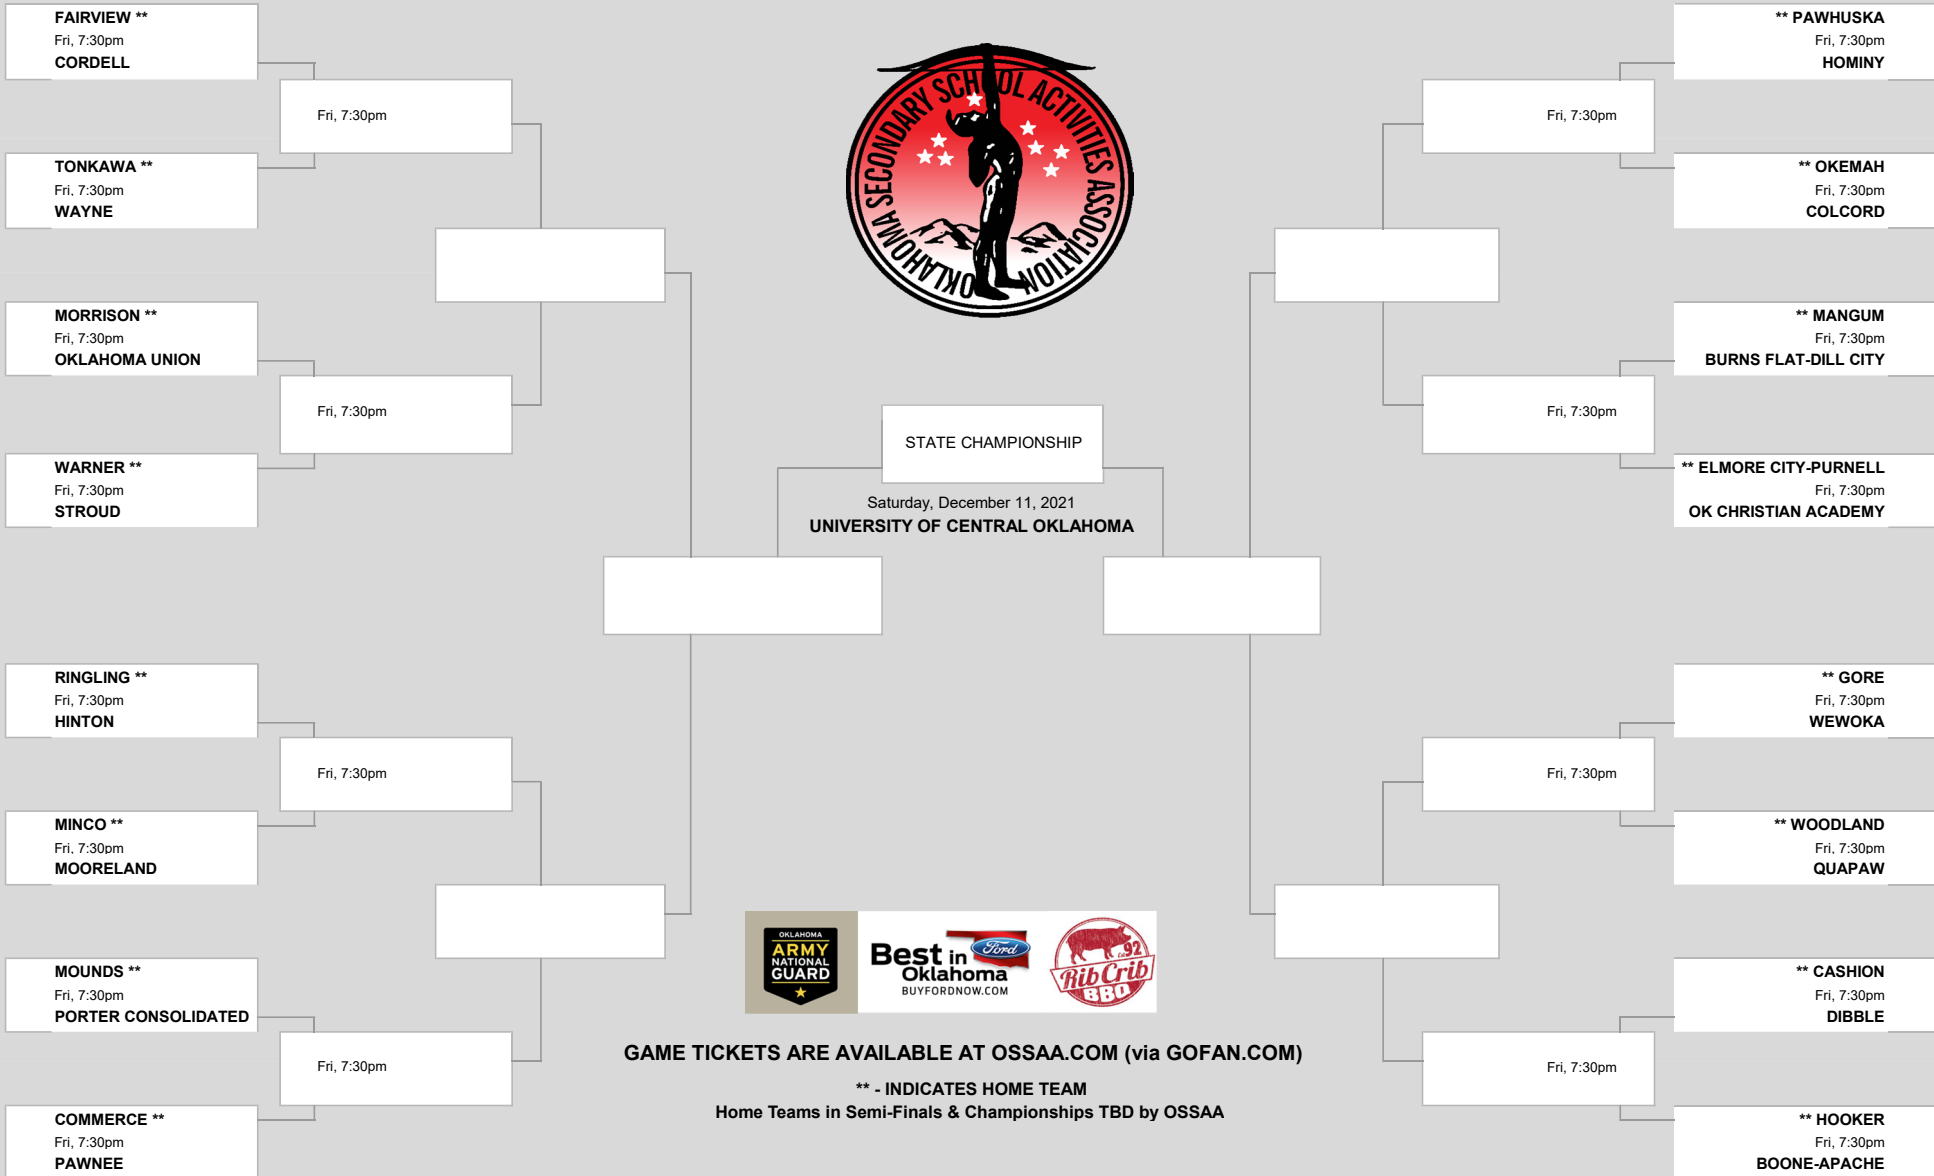 FAIRVIEW **
Fri, 7:30pm
CORDELL
Fri, 7:30pm
TONKAWA **
Fri, 7:30pm
WAYNE
MORRISON **
Fri, 7:30pm
OKLAHOMA UNION
Fri, 7:30pm
WARNER **
Fri, 7:30pm
STROUD
RINGLING **
Fri, 7:30pm
HINTON
Fri, 7:30pm
MINCO **
Fri, 7:30pm
MOORELAND
MOUNDS **
Fri, 7:30pm
PORTER CONSOLIDATED
Fri, 7:30pm
COMMERCE **
Fri, 7:30pm
PAWNEE
OKLAHOMA SECONDARY SCHOOL ACTIVITIES ASSOCIATION
STATE CHAMPIONSHIP
Saturday, December 11, 2021
UNIVERSITY OF CENTRAL OKLAHOMA
OKLAHOMA
ARMY
NATIONAL
GUARD
Best in
Oklahoma
Ford
BUYFORDNOW.COM
Est. 92
Rib Crib
BBQ
GAME TICKETS ARE AVAILABLE AT OSSAA.COM (via GOFAN.COM)
** - INDICATES HOME TEAM
Home Teams in Semi-Finals & Championships TBD by OSSAA
** PAWHUSKA
Fri, 7:30pm
HOMINY
Fri, 7:30pm
** OKEMAH
Fri, 7:30pm
COLCORD
** MANGUM
Fri, 7:30pm
BURNS FLAT-DILL CITY
Fri, 7:30pm
** ELMORE CITY-PURNELL
Fri, 7:30pm
OK CHRISTIAN ACADEMY
** GORE
Fri, 7:30pm
WEWOKA
Fri, 7:30pm
** WOODLAND
Fri, 7:30pm
QUAPAW
** CASHION
Fri, 7:30pm
DIBBLE
Fri, 7:30pm
** HOOKER
Fri, 7:30pm
BOONE-APACHE